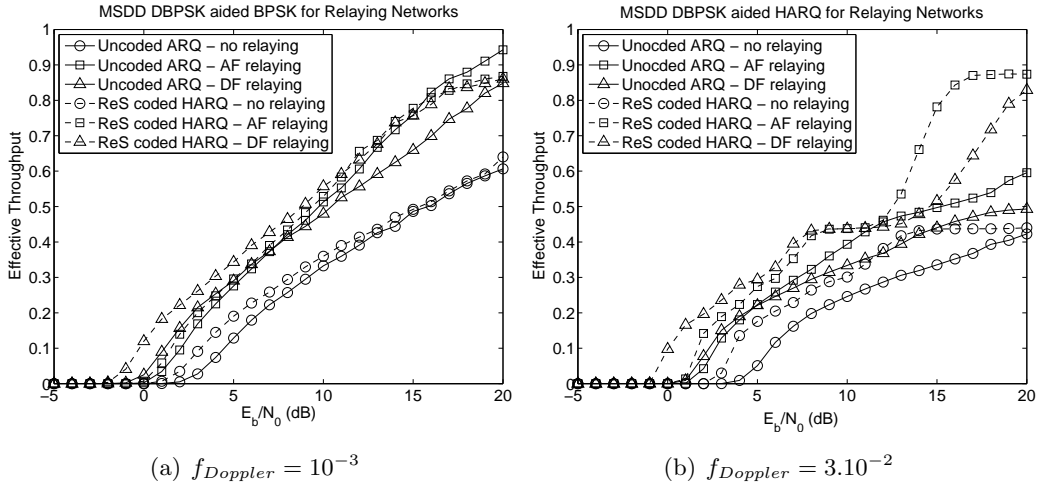 MSDD DBPSK aided BPSK for Relaying Networks
Effective Throughput
1
0.9
0.8
0.7
0.6
0.5
0.4
0.3
0.2
0.1
0
Uncoded ARQ – no relaying
Uncoded ARQ – AF relaying
Uncoded ARQ – DF relaying
ReS coded HARQ – no relaying
ReS coded HARQ – AF relaying
ReS coded HARQ – DF relaying
−5 0 5 10 15 20
E_b/N_0 (dB)
(a) f_{Doppler} = 10^{−3}
MSDD DBPSK aided HARQ for Relaying Networks
Effective Throughput
1
0.9
0.8
0.7
0.6
0.5
0.4
0.3
0.2
0.1
0
Unocded ARQ – no relaying
Unocded ARQ – AF relaying
Unocded ARQ – DF relaying
ReS coded HARQ – no relaying
ReS coded HARQ – AF relaying
ReS coded HARQ – DF relaying
−5 0 5 10 15 20
E_b/N_0 (dB)
(b) f_{Doppler} = 3.10^{−2}